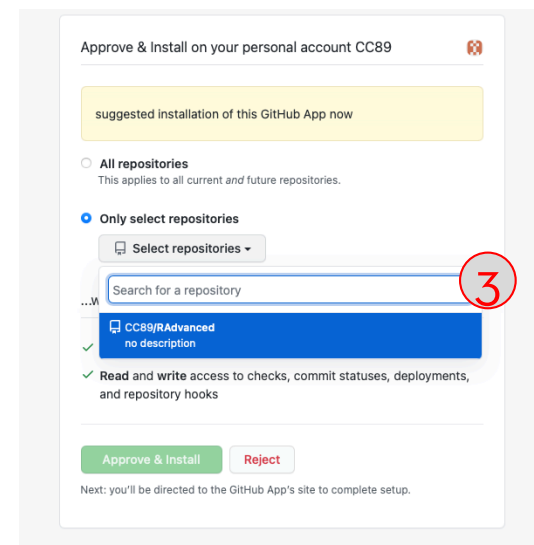 Approve & Install on your personal account CC89
suggested installation of this GitHub App now
All repositories
This applies to all current and future repositories.
Only select repositories
Select repositories
Search for a repository
3
...w
CC89/RAdvanced
no description
Read and write access to checks, commit statuses, deployments,
and repository hooks
Approve & Install
Reject
Next: you'll be directed to the GitHub App's site to complete setup.